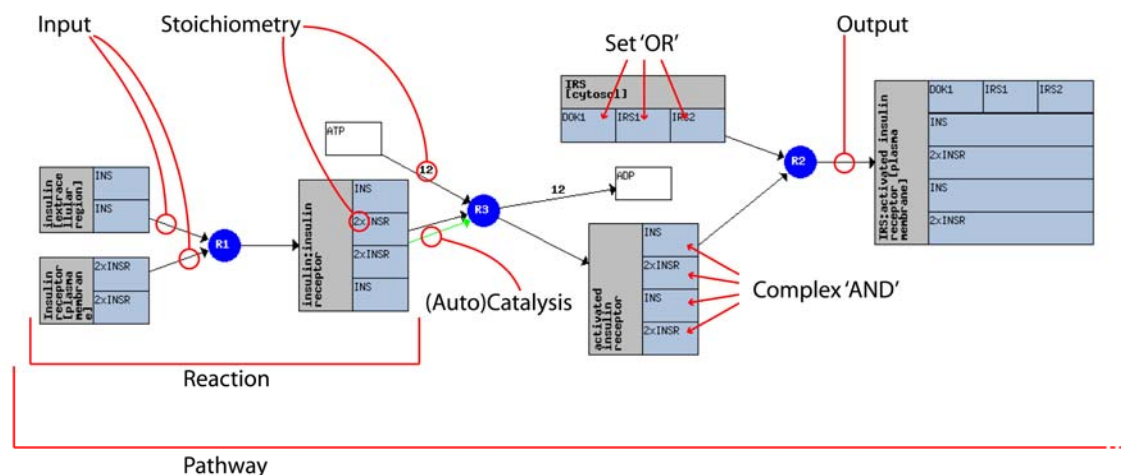 Input
Stoichiometry
Set 'OR'
Output
IRS
[cytosol]
DOK1
IRS1
IRS2
ATP
12
insulin
[extrace
llular
region]
INS
INS
R1
Insulin
receptor
[plasma
membran
e]
2xINSR
2xINSR
insulin:insulin
receptor
INS
2xINSR
2xINSR
INS
R3
12
ADP
(Auto)Catalysis
activated
insulin
receptor
INS
2xINSR
INS
2xINSR
Complex 'AND'
R2
IRS:activated insulin
receptor [plasma
membrane]
DOK1
IRS1
IRS2
INS
2xINSR
INS
2xINSR
Reaction
Pathway